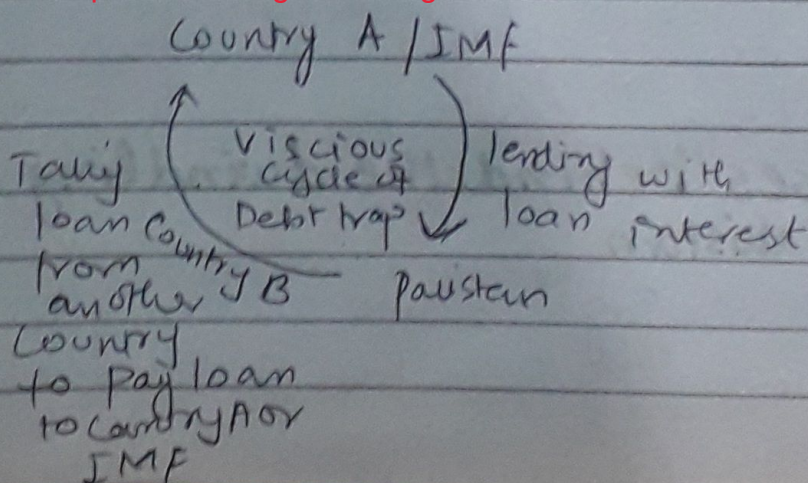 Country A / IMF
Viscious
Cycle of
Debt trap
lending with
loan interest
Taking
loan
from
another
Country
to pay loan
to Country A or
IMF
Country B